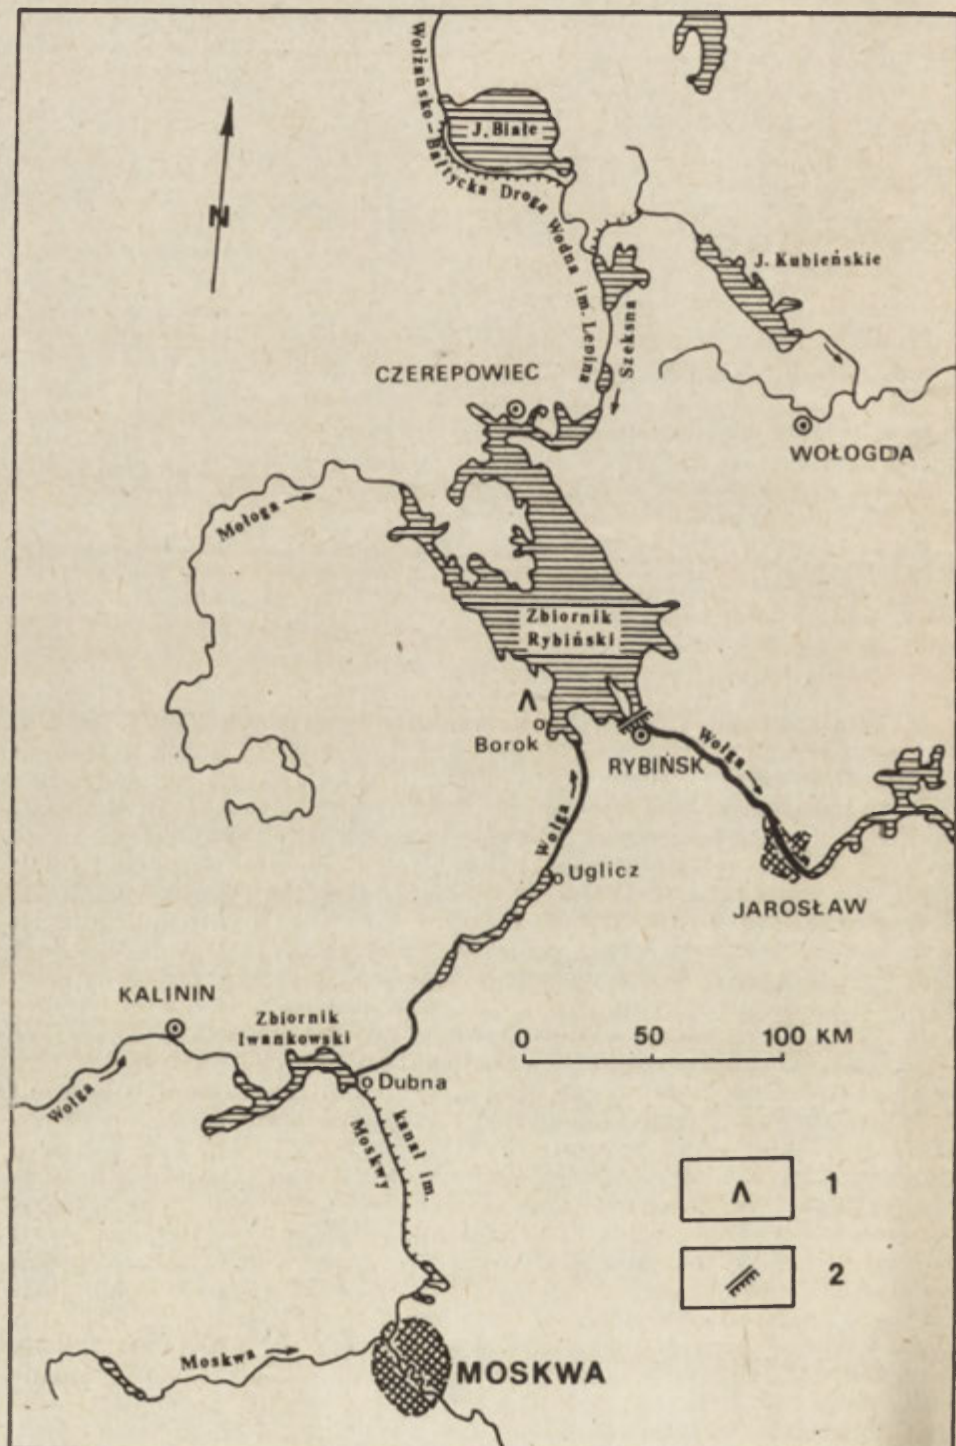 Wołżańsko-Bałtycka Droga Wodna im. Lenina
J. Białe
N
J. Kubieńskie
Szeksna
CZEREPOWIEC
WOŁOGDA
Mołoga
Zbiornik
Rybiński
Borok
RYBIŃSK
Wołga
Wołga
Uglicz
JAROSŁAW
KALININ
Zbiornik
Iwankowski
0 50 100 KM
Wołga
Dubna
kanał im.
Moskwy
1
2
Moskwa
MOSKWA